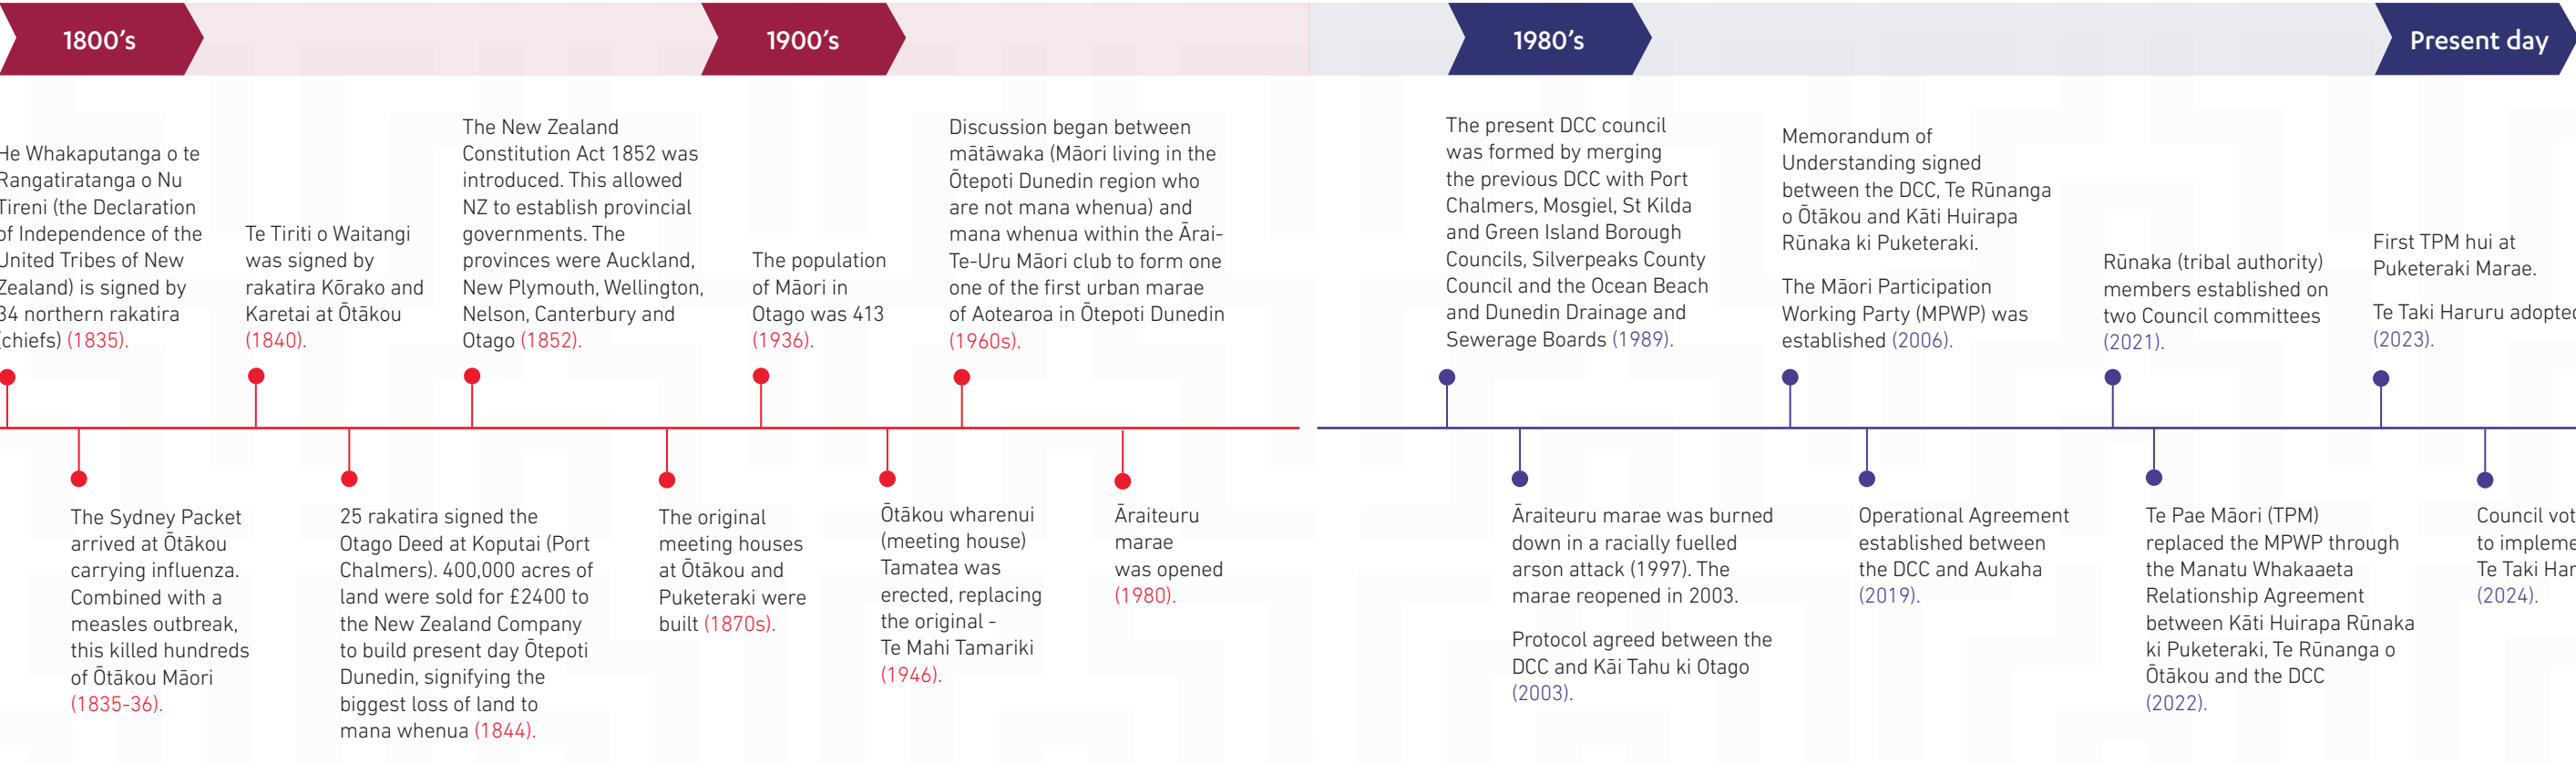 1800's
1900's
1980's
Present day
He Whakaputanga o te
Rangatiratanga o Nu
Tireni (the Declaration
of Independence of the
United Tribes of New
Zealand) is signed by
34 northern rakatira
(chiefs) (1835).
The Sydney Packet
arrived at Ōtākou
carrying influenza.
Combined with a
measles outbreak,
this killed hundreds
of Ōtākou Māori
(1835-36).
Te Tiriti o Waitangi
was signed by
rakatira Kōrako and
Karetai at Ōtākou
(1840).
25 rakatira signed the
Otago Deed at Koputai (Port
Chalmers). 400,000 acres of
land were sold for £2400 to
the New Zealand Company
to build present day Ōtepoti
Dunedin, signifying the
biggest loss of land to
mana whenua (1844).
The New Zealand
Constitution Act 1852 was
introduced. This allowed
NZ to establish provincial
governments. The
provinces were Auckland,
New Plymouth, Wellington,
Nelson, Canterbury and
Otago (1852).
The original
meeting houses
at Ōtākou and
Puketeraki were
built (1870s).
The population
of Māori in
Otago was 413
(1936).
Ōtākou wharenui
(meeting house)
Tamatea was
erected, replacing
the original -
Te Mahi Tamariki
(1946).
Discussion began between
mātāwaka (Māori living in the
Ōtepoti Dunedin region who
are not mana whenua) and
mana whenua within the Ārai-
Te-Uru Māori club to form one
one of the first urban marae
of Aotearoa in Ōtepoti Dunedin
(1960s).
Āraiteuru
marae
was opened
(1980).
The present DCC council
was formed by merging
the previous DCC with Port
Chalmers, Mosgiel, St Kilda
and Green Island Borough
Councils, Silverpeaks County
Council and the Ocean Beach
and Dunedin Drainage and
Sewerage Boards (1989).
Āraiteuru marae was burned
down in a racially fuelled
arson attack (1997). The
marae reopened in 2003.
Protocol agreed between the
DCC and Kāi Tahu ki Otago
(2003).
Memorandum of
Understanding signed
between the DCC, Te Rūnanga
o Ōtākou and Kāti Huirapa
Rūnaka ki Puketeraki.
The Māori Participation
Working Party (MPWP) was
established (2006).
Operational Agreement
established between
the DCC and Aukaha
(2019).
Rūnaka (tribal authority)
members established on
two Council committees
(2021).
Te Pae Māori (TPM)
replaced the MPWP through
the Manatu Whakaaeta
Relationship Agreement
between Kāti Huirapa Rūnaka
ki Puketeraki, Te Rūnanga o
Ōtākou and the DCC
(2022).
First TPM hui at
Puketeraki Marae.
Te Taki Haruru adopted
(2023).
Council
to
Te Taki
(2024).